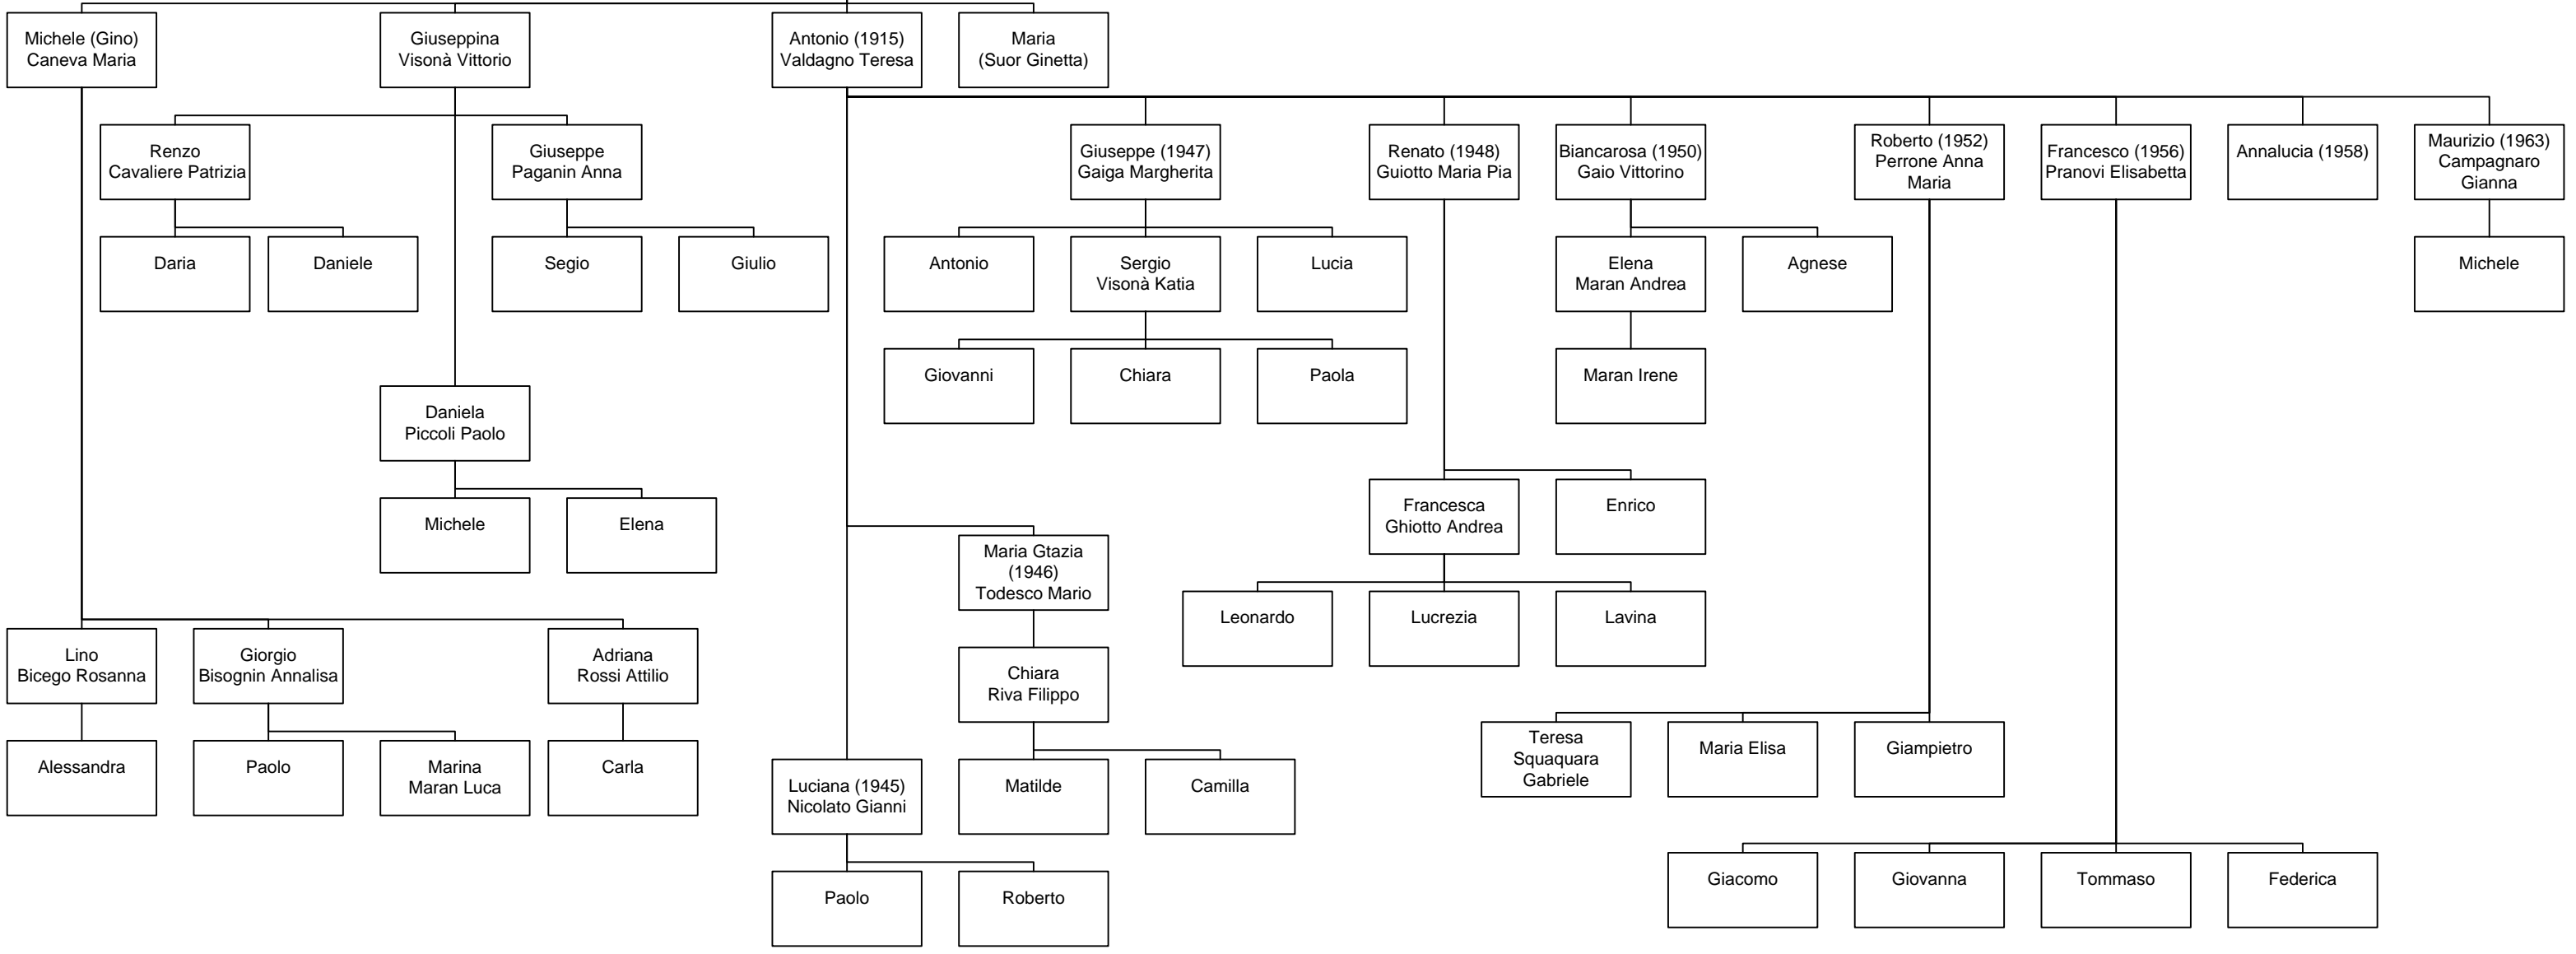 Michele (Gino)
Caneva Maria
Giuseppina
Visonà Vittorio
Antonio (1915)
Valdagno Teresa
Maria
(Suor Ginetta)
Renzo
Cavaliere Patrizia
Giuseppe
Paganin Anna
Giuseppe (1947)
Gaiga Margherita
Renato (1948)
Guiotto Maria Pia
Biancarosa (1950)
Gaio Vittorino
Roberto (1952)
Perrone Anna
Maria
Francesco (1956)
Pranovi Elisabetta
Annalucia (1958)
Maurizio (1963)
Campagnaro
Gianna
Daria
Daniele
Segio
Giulio
Antonio
Sergio
Visonà Katia
Lucia
Elena
Maran Andrea
Agnese
Michele
Giovanni
Chiara
Paola
Maran Irene
Daniela
Piccoli Paolo
Michele
Elena
Francesca
Ghiotto Andrea
Enrico
Maria Gtazia
(1946)
Todesco Mario
Leonardo
Lucrezia
Lavina
Lino
Bicego Rosanna
Giorgio
Bisognin Annalisa
Adriana
Rossi Attilio
Chiara
Riva Filippo
Teresa
Squaquara
Gabriele
Maria Elisa
Giampietro
Alessandra
Paolo
Marina
Maran Luca
Carla
Luciana (1945)
Nicolato Gianni
Matilde
Camilla
Giacomo
Giovanna
Tommaso
Federica
Paolo
Roberto